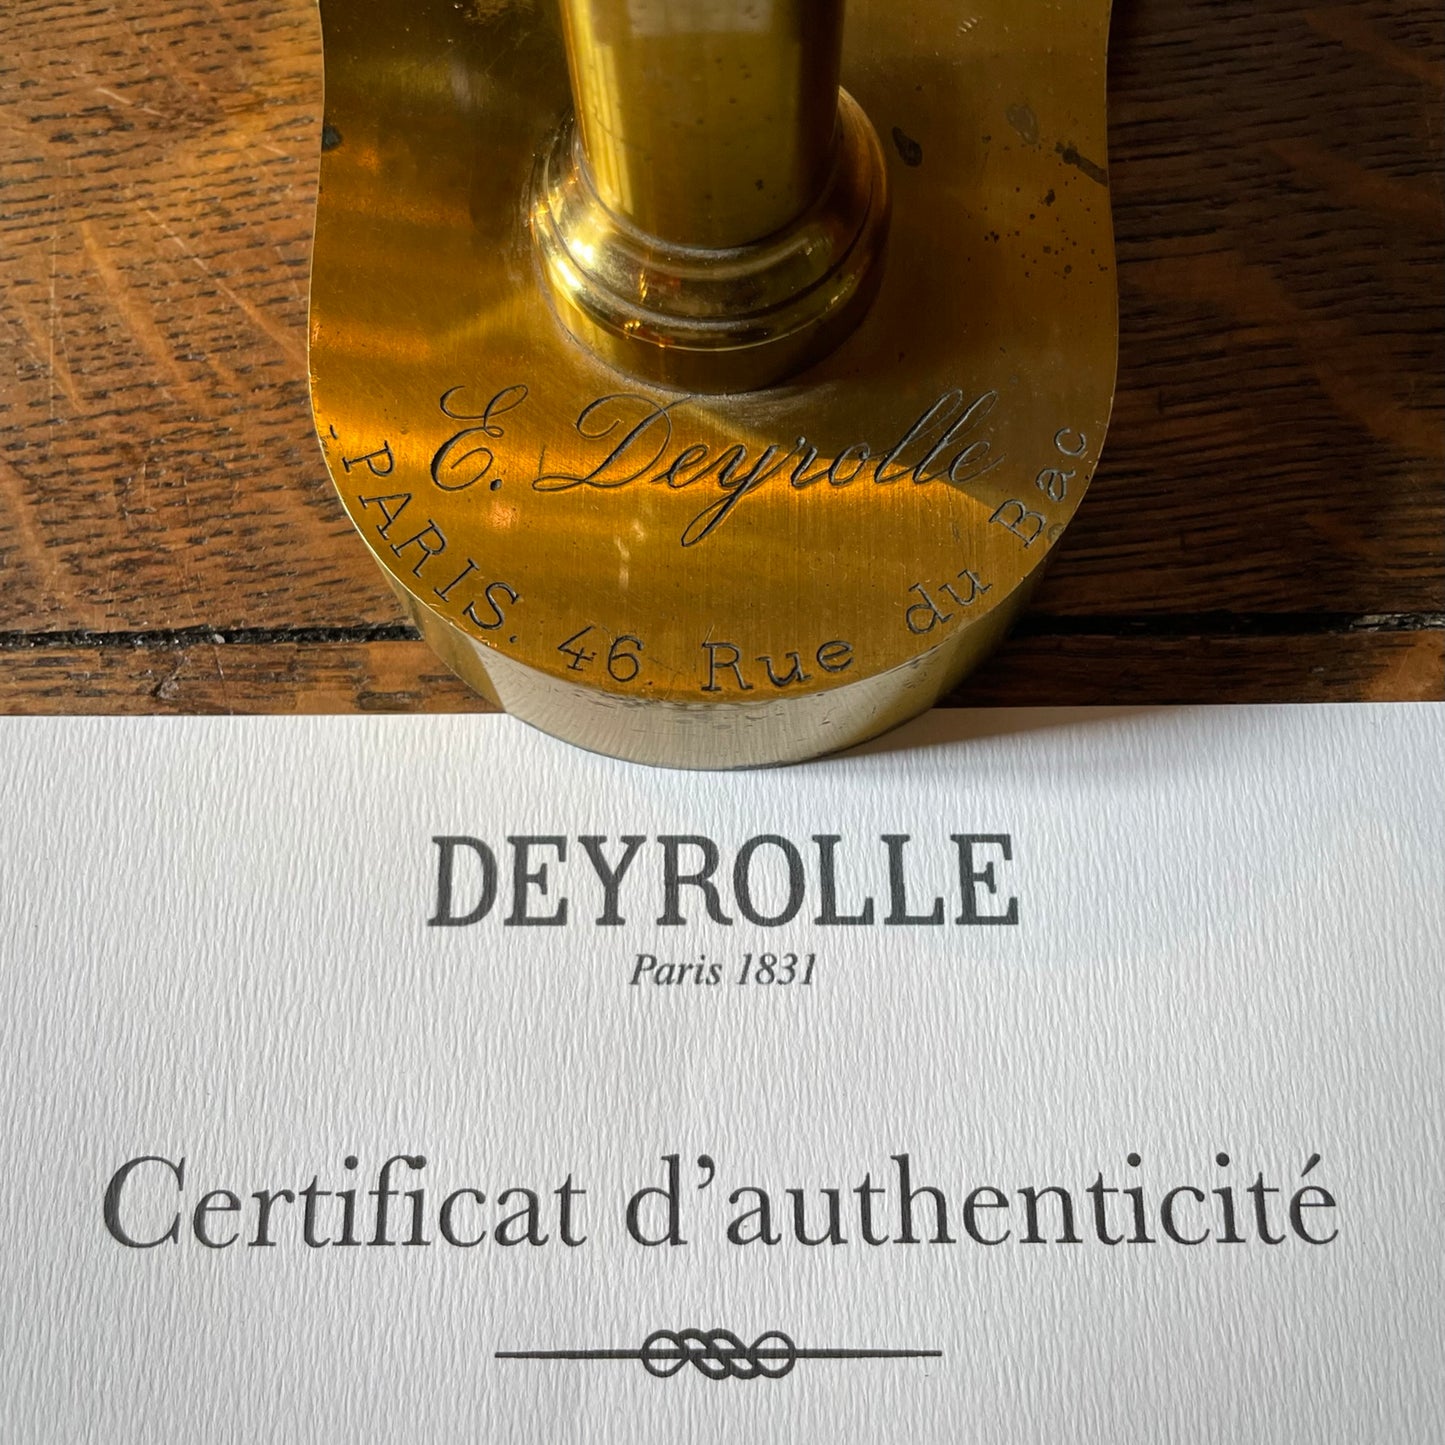 E. Deyrolle
PARIS. 46 Rue du Bac
DEYROLLE
Paris 1831
Certificat d’authenticité